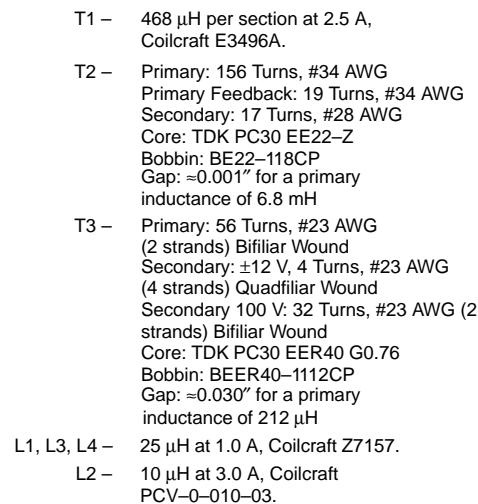 T1 – 468 μH per section at 2.5 A,
Coilcraft E3496A.
T2 – Primary: 156 Turns, #34 AWG
Primary Feedback: 19 Turns, #34 AWG
Secondary: 17 Turns, #28 AWG
Core: TDK PC30 EE22–Z
Bobbin: BE22–118CP
Gap: ≈0.001″ for a primary
inductance of 6.8 mH
T3 – Primary: 56 Turns, #23 AWG
(2 strands) Bifiliar Wound
Secondary: ±12 V, 4 Turns, #23 AWG
(4 strands) Quadfiliar Wound
Secondary 100 V: 32 Turns, #23 AWG (2
strands) Bifiliar Wound
Core: TDK PC30 EER40 G0.76
Bobbin: BEER40–1112CP
Gap: ≈0.030″ for a primary
inductance of 212 μH
L1, L3, L4 – 25 μH at 1.0 A, Coilcraft Z7157.
L2 – 10 μH at 3.0 A, Coilcraft
PCV–0–010–03.